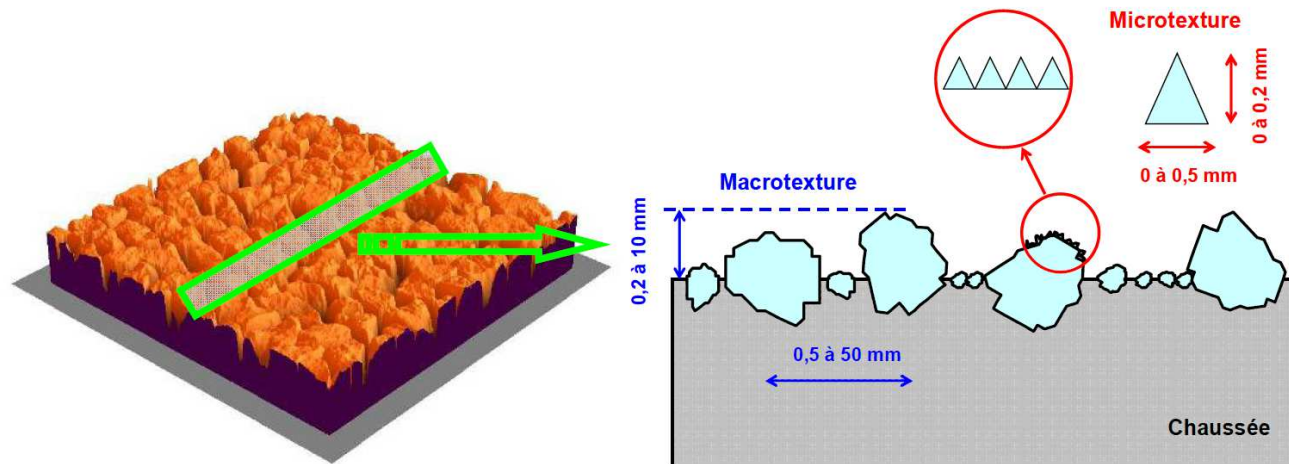 Microtexture
0 à 0,2 mm
0 à 0,5 mm
Macrotexture
0,2 à 10 mm
0,5 à 50 mm
Chaussée